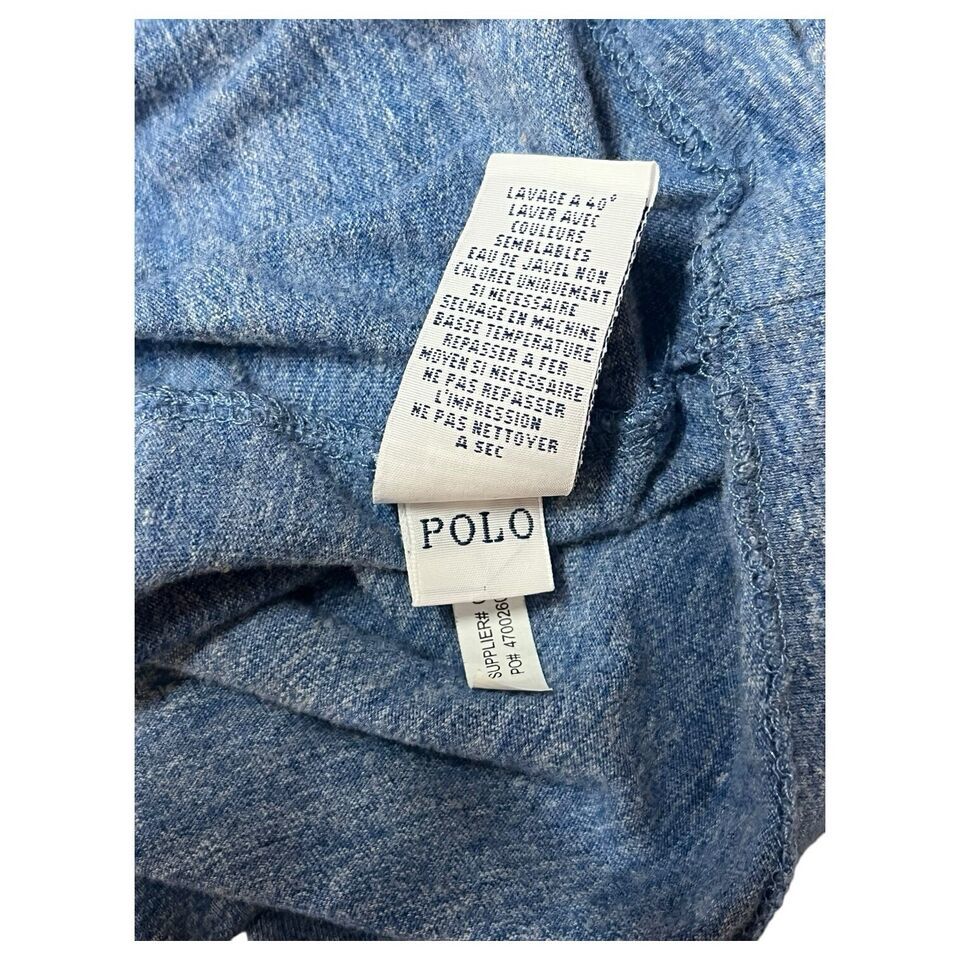 LAVAGE A 40°
LAVER AVEC
COULEURS
SEMBLABLES
EAU DE JAVEL NON
CHLOREE UNIQUEMENT
SI NECESSAIRE
SECHAGE EN MACHINE
BASSE TEMPERATURE
REPASSER A FER
MOYEN SI NECESSAIRE
NE PAS REPASSER
L'IMPRESSION
NE PAS NETTOYER
A SEC
POLO
SUPPLIER#
PO# 470026